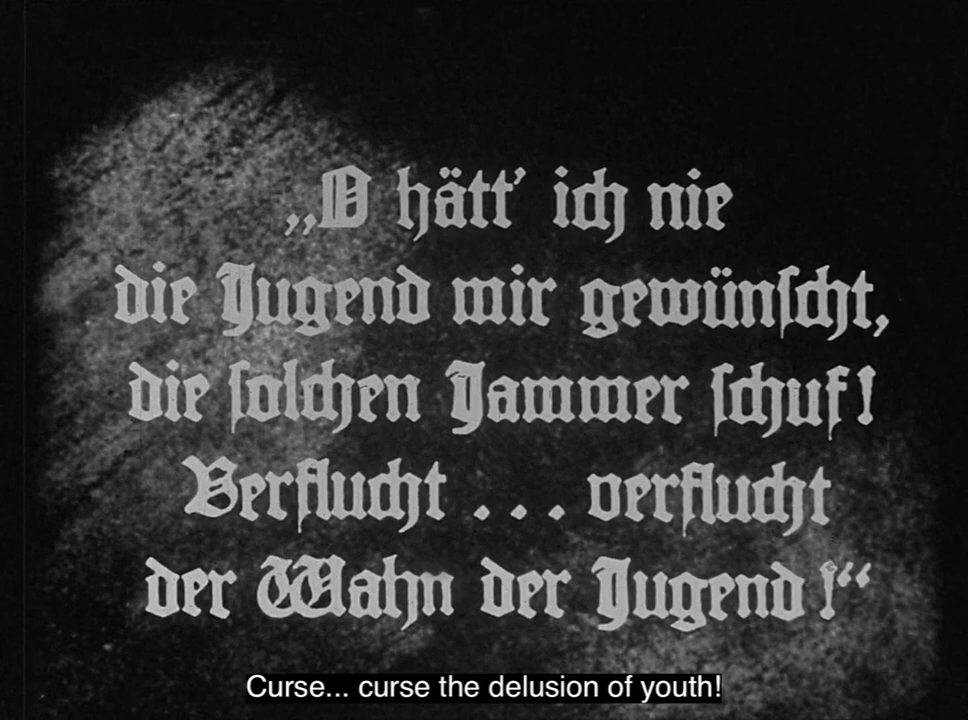 „O hätt’ ich nie
die Jugend mir gewünſcht,
die ſolchen Jammer ſchuf!
Verflucht ... verflucht
der Wahn der Jugend!“
Curse... curse the delusion of youth!